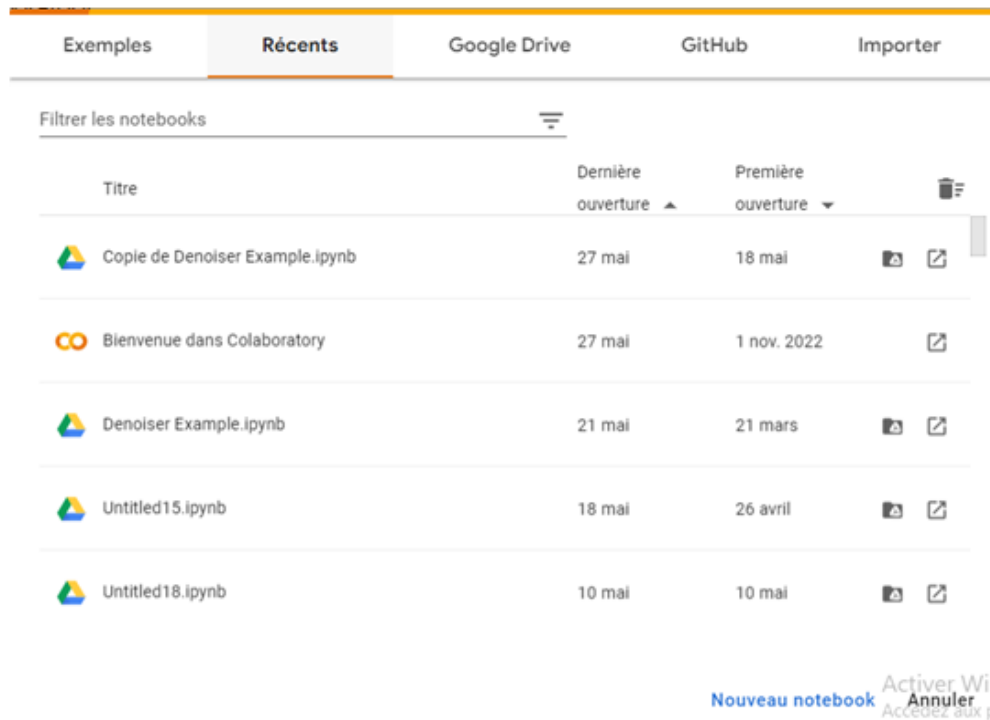 Exemples Récents Google Drive GitHub Importer
Filtrer les notebooks
Titre Dernière ouverture Première ouverture
Copie de Denoiser Example.ipynb 27 mai 18 mai
Bienvenue dans Colaboratory 27 mai 1 nov. 2022
Denoiser Example.ipynb 21 mai 21 mars
Untitled15.ipynb 18 mai 26 avril
Untitled18.ipynb 10 mai 10 mai
Activer Wi
Nouveau notebook Annuler
Accédez aux p